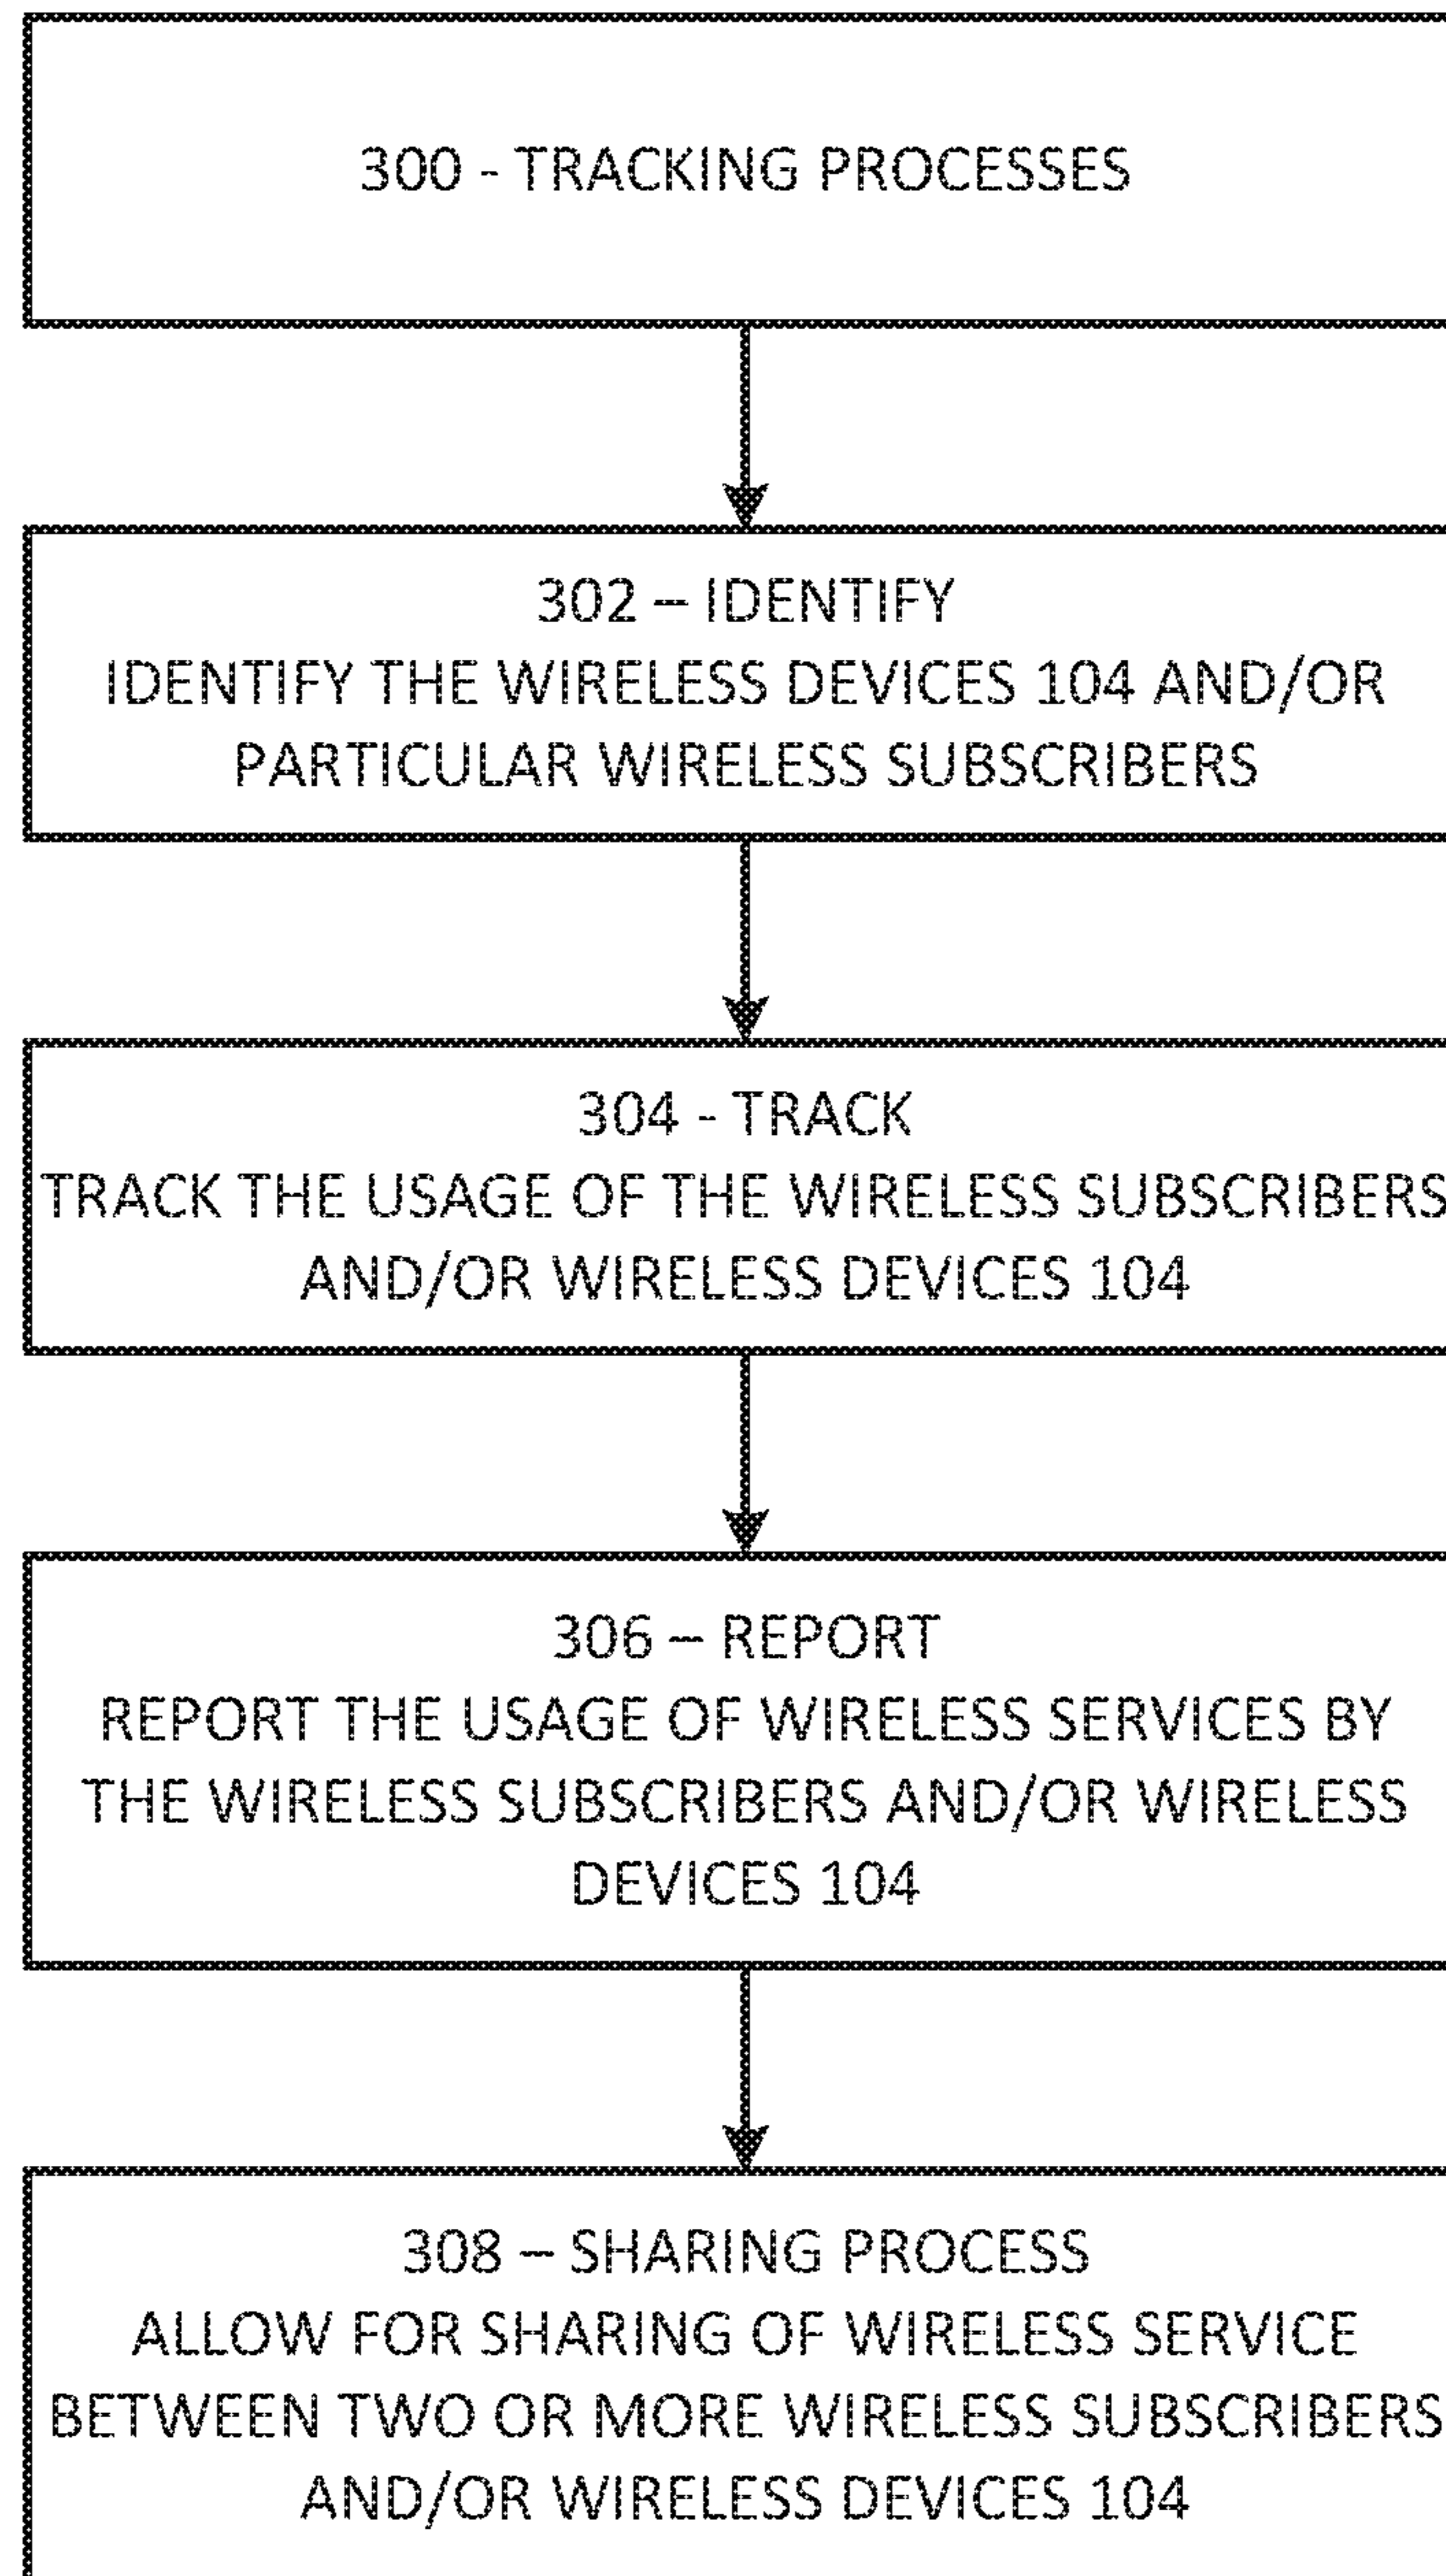 300 - TRACKING PROCESSES
302 – IDENTIFY
IDENTIFY THE WIRELESS DEVICES 104 AND/OR
PARTICULAR WIRELESS SUBSCRIBERS
304 - TRACK
TRACK THE USAGE OF THE WIRELESS SUBSCRIBERS
AND/OR WIRELESS DEVICES 104
306 – REPORT
REPORT THE USAGE OF WIRELESS SERVICES BY
THE WIRELESS SUBSCRIBERS AND/OR WIRELESS
DEVICES 104
308 – SHARING PROCESS
ALLOW FOR SHARING OF WIRELESS SERVICE
BETWEEN TWO OR MORE WIRELESS SUBSCRIBERS
AND/OR WIRELESS DEVICES 104